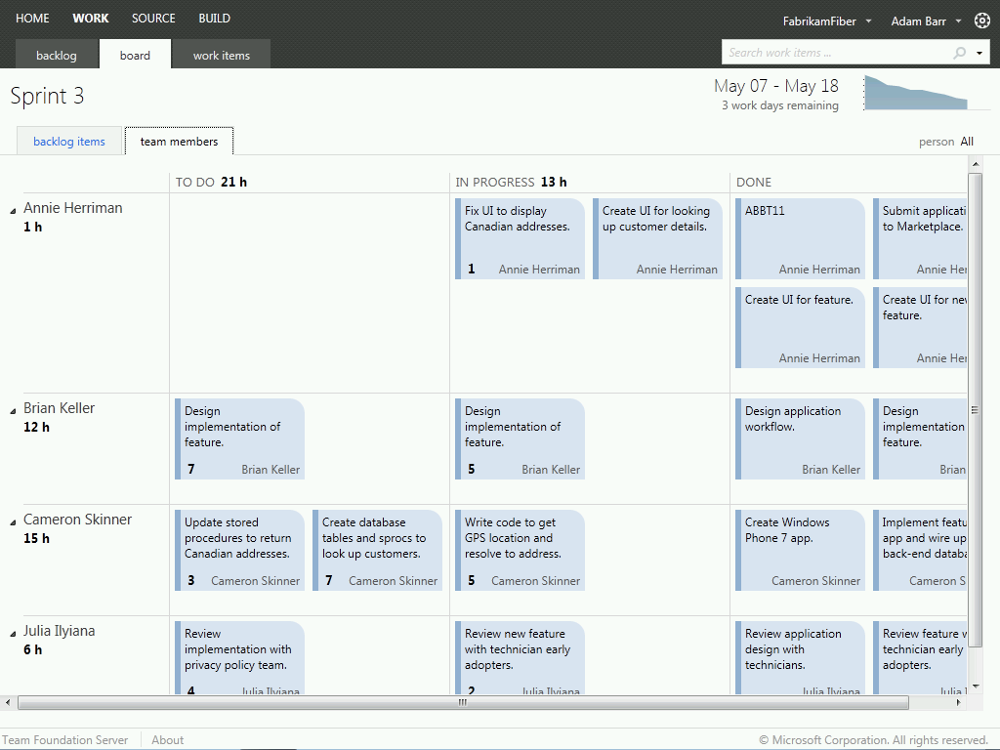 HOME WORK SOURCE BUILD
FabrikamFiber Adam Barr
backlog board work items
Search work items ...
Sprint 3
May 07 - May 18
3 work days remaining
backlog items team members
person All
TO DO 21 h
IN PROGRESS 13 h
DONE
Annie Herriman
1 h
Fix UI to display
Canadian addresses.
1 Annie Herriman
Create UI for looking
up customer details.
Annie Herriman
ABBT11
Annie Herriman
Submit applicati
to Marketplace.
Annie Her
Create UI for feature.
Annie Herriman
Create UI for nev
feature.
Annie Her
Brian Keller
12 h
Design
implementation of
feature.
7 Brian Keller
Design
implementation of
feature.
5 Brian Keller
Design application
workflow.
Brian Keller
Design
implementation
feature.
Brian
Cameron Skinner
15 h
Update stored
procedures to return
Canadian addresses.
3 Cameron Skinner
Create database
tables and sprocs to
look up customers.
7 Cameron Skinner
Write code to get
GPS location and
resolve to address.
5 Cameron Skinner
Create Windows
Phone 7 app.
Cameron Skinner
Implement featu
app and wire up
back-end databa
Cameron S
Julia Ilyiana
6 h
Review
implementation with
privacy policy team.
4 Julia Ilyiana
Review new feature
with technician early
adopters.
2 Julia Ilyiana
Review application
design with
technicians.
Julia Ilyiana
Review feature w
technician early
adopters.
Julia I
Team Foundation Server About
© Microsoft Corporation. All rights reserved.